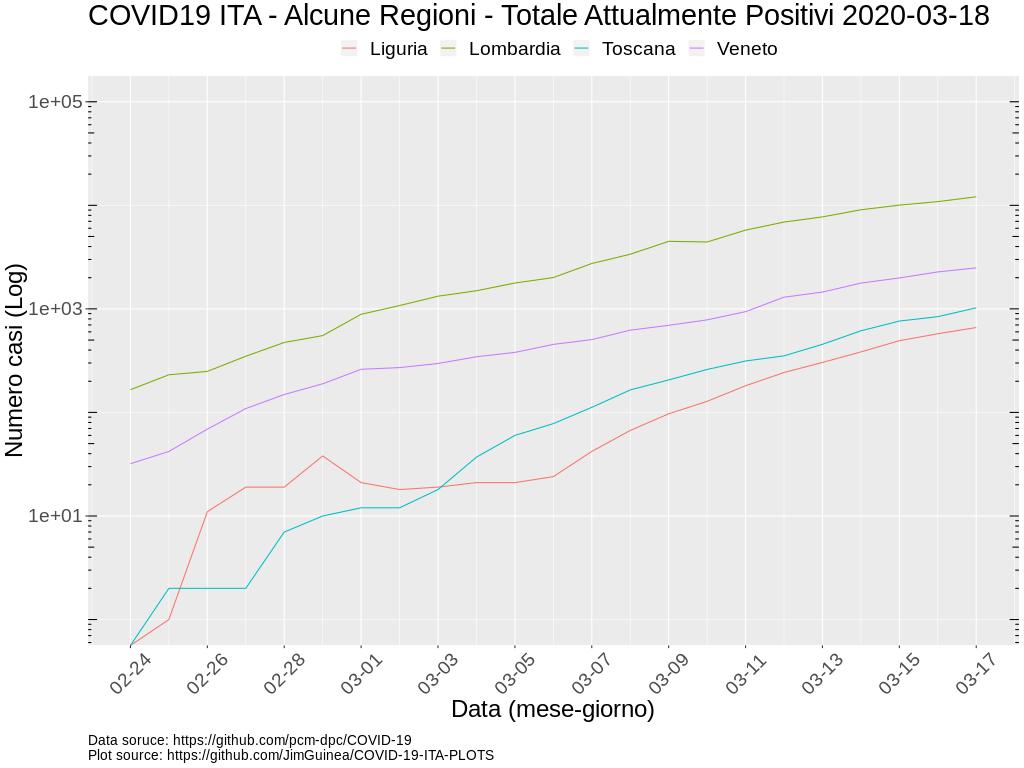 COVID19 ITA - Alcune Regioni - Totale Attualmente Positivi 2020-03-18
Liguria Lombardia Toscana Veneto
1e+05
1e+03
1e+01
Numero casi (Log)
02-24 02-26 02-28 03-01 03-03 03-05 03-07 03-09 03-11 03-13 03-15 03-17
Data (mese-giorno)
Data soruce: https://github.com/pcm-dpc/COVID-19
Plot source: https://github.com/JimGuinea/COVID-19-ITA-PLOTS